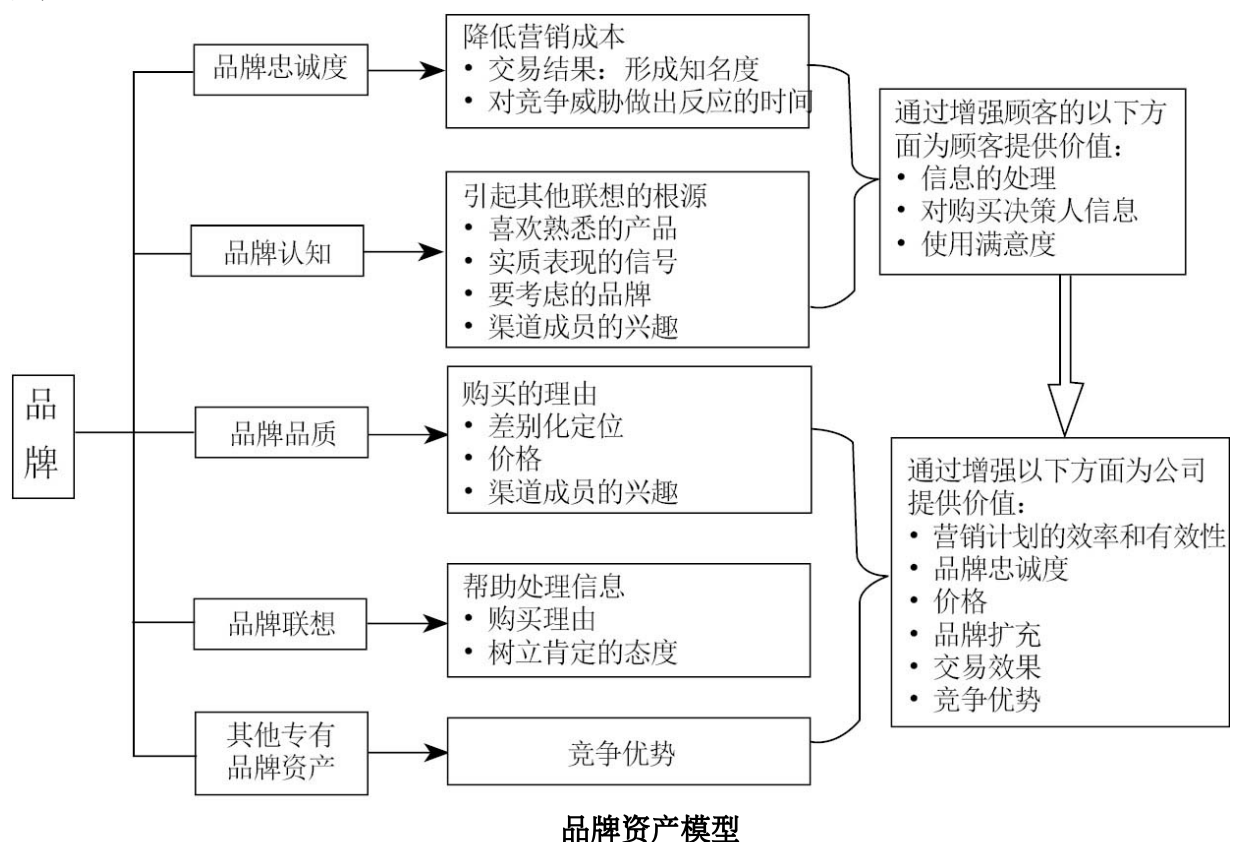 品牌
品牌忠诚度
降低营销成本
• 交易结果：形成知名度
• 对竞争威胁做出反应的时间
品牌认知
引起其他联想的根源
• 喜欢熟悉的产品
• 实质表现的信号
• 要考虑的品牌
• 渠道成员的兴趣
品牌品质
购买的理由
• 差别化定位
• 价格
• 渠道成员的兴趣
品牌联想
帮助处理信息
• 购买理由
• 树立肯定的态度
其他专有
品牌资产
竞争优势
通过增强顾客的以下方
面为顾客提供价值：
• 信息的处理
• 对购买决策人信息
• 使用满意度
通过增强以下方面为公司
提供价值：
• 营销计划的效率和有效性
• 品牌忠诚度
• 价格
• 品牌扩充
• 交易效果
• 竞争优势
品牌资产模型